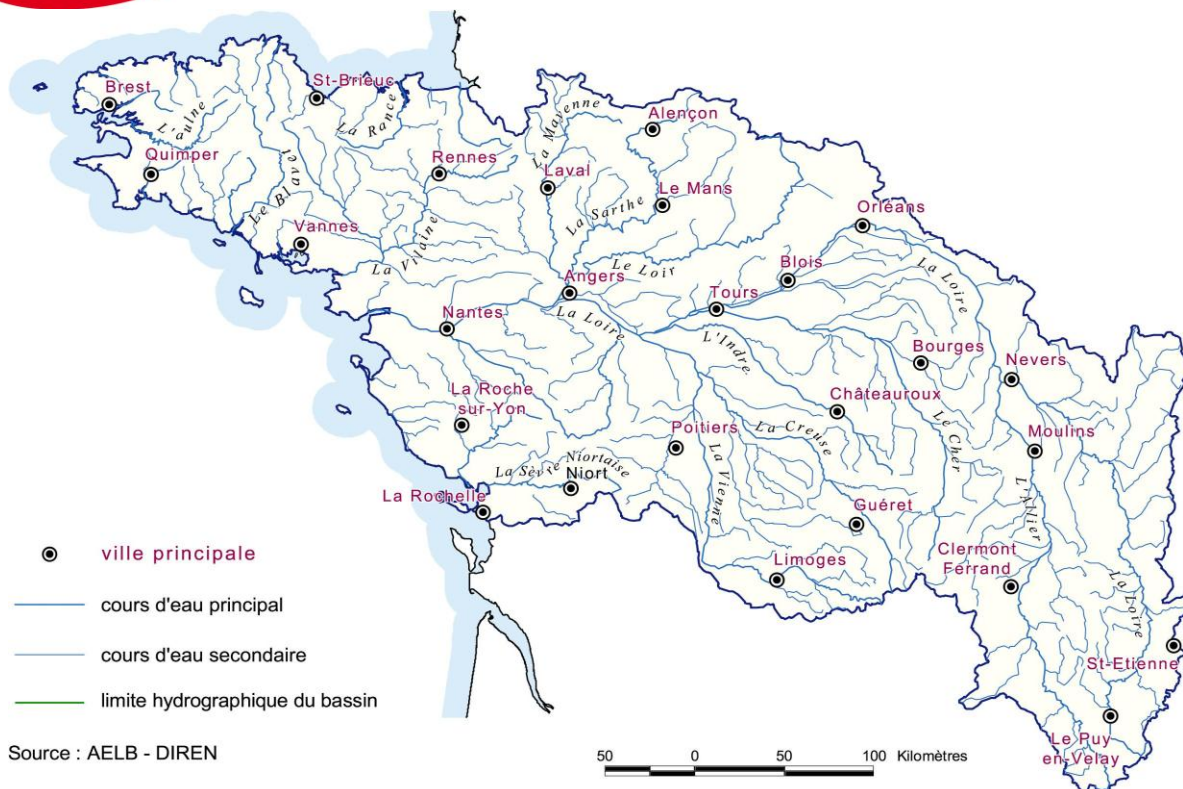 St-Brieuc
Brest
L'aulne
La Rance
La Mayenne
Alençon
Quimper
Le Blavet
Rennes
Laval
Le Mans
La Sarthe
Orléans
Vannes
La Vilaine
Le Loir
Blois
La Loire
Angers
Tours
Nantes
La Loire
L'Indre
Bourges
Nevers
La Roche
sur-Yon
Châteauroux
Poitiers
La Creuse
Le Cher
Moulins
La Sèvre Niortaise
Niort
La Vienne
L'Allier
La Rochelle
Guéret
Clermont
Ferrand
Limoges
La Loire
St-Etienne
Le Puy
en-Velay
ville principale
cours d'eau principal
cours d'eau secondaire
limite hydrographique du bassin
Source : AELB - DIREN
50 0 50 100 Kilomètres